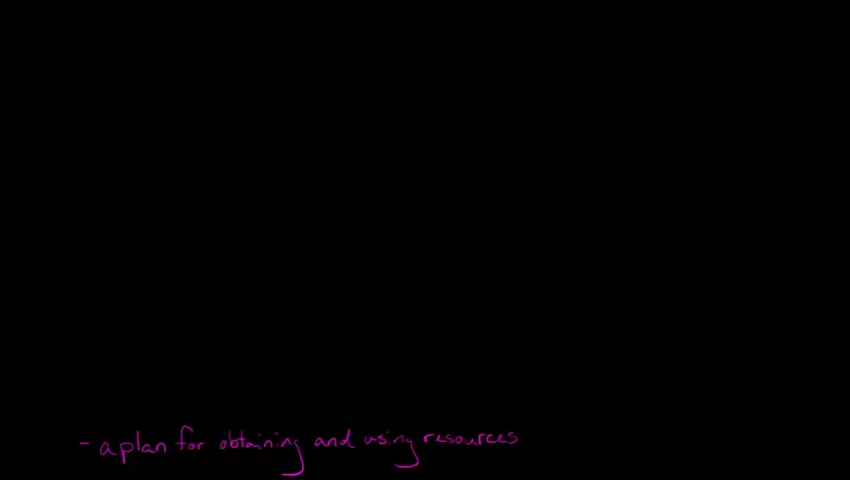 - a plan for obtaining and using resources